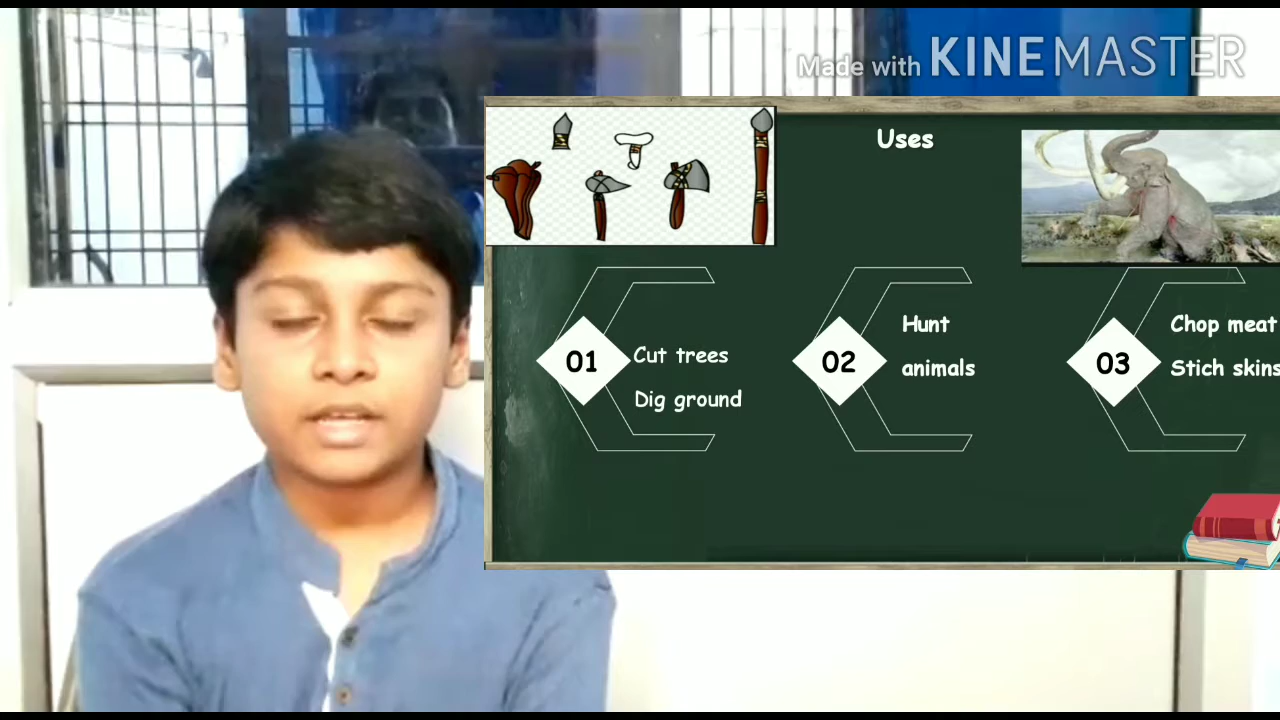 Made with KINEMASTER
Uses
01
Cut trees
Dig ground
02
Hunt
animals
03
Chop meat
Stich skins